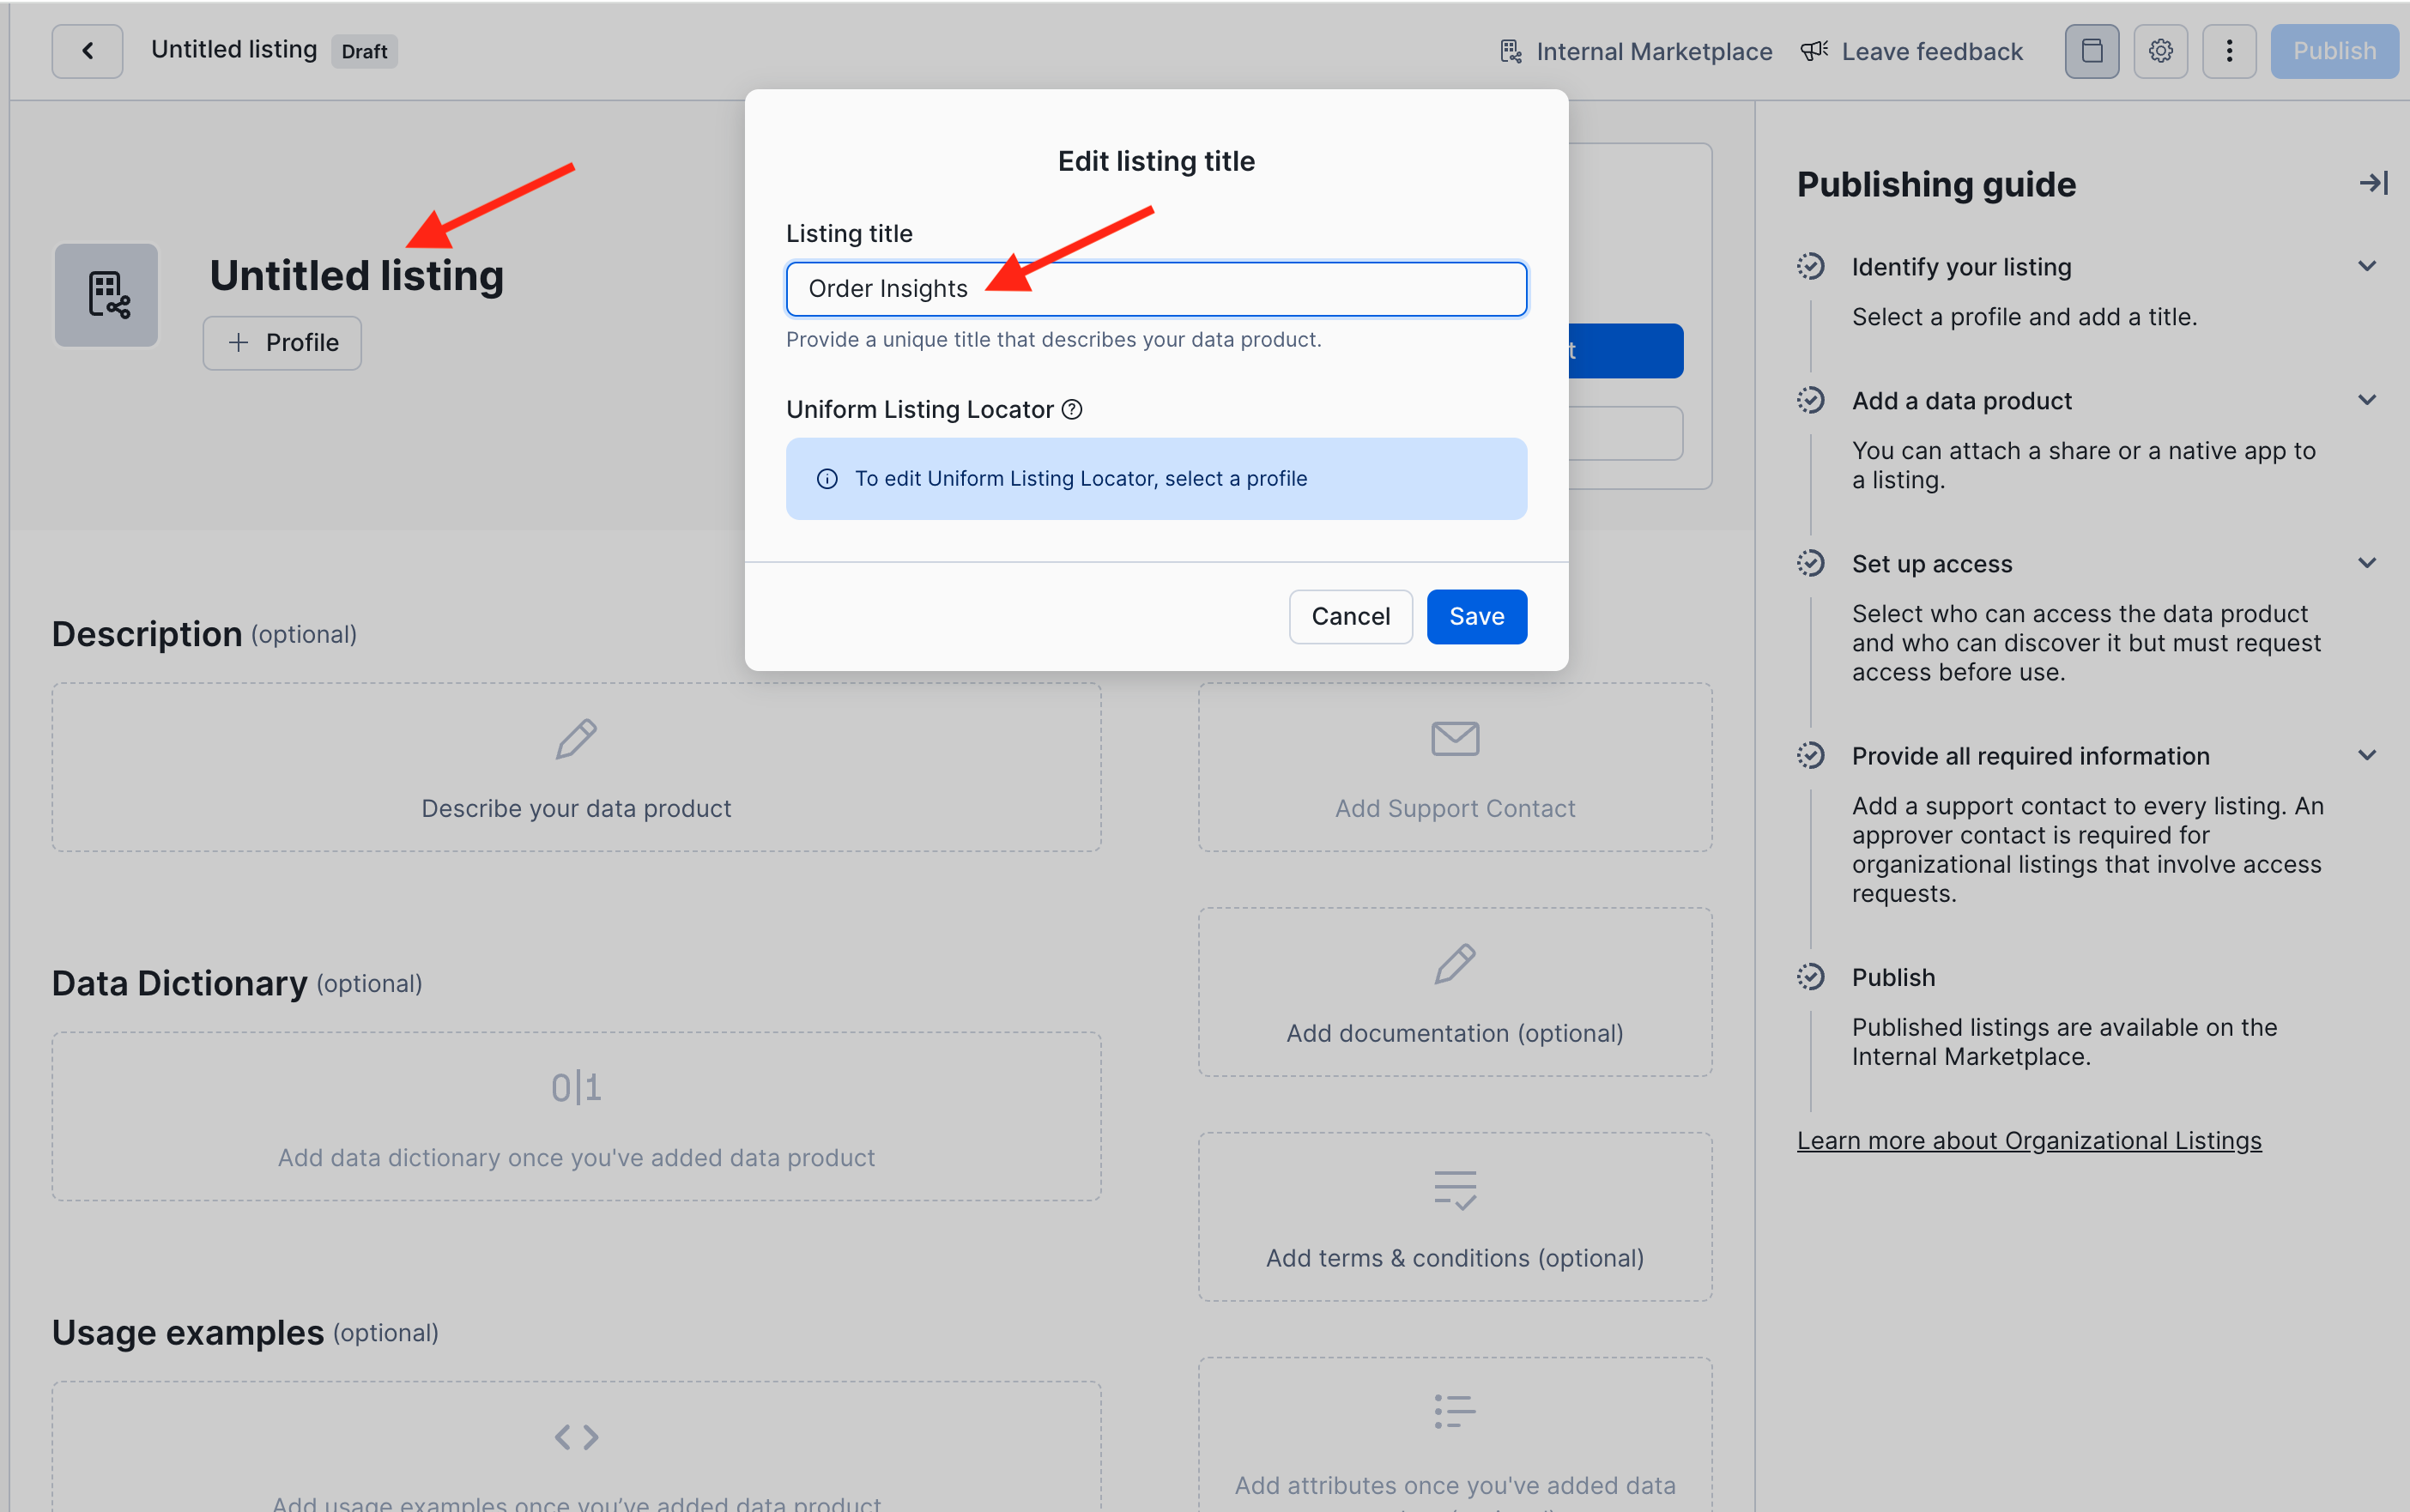 Untitled listing Draft
Internal Marketplace Leave feedback Publish
Untitled listing
Profile
Edit listing title
Listing title
Order Insights
Provide a unique title that describes your data product.
Uniform Listing Locator
To edit Uniform Listing Locator, select a profile
Cancel Save
t
Description (optional)
Describe your data product
Add Support Contact
Data Dictionary (optional)
0|1
Add data dictionary once you've added data product
Add documentation (optional)
Add terms & conditions (optional)
Usage examples (optional)
Add usage examples once you've added data product
Add attributes once you've added data
Publishing guide
Identify your listing
Select a profile and add a title.
Add a data product
You can attach a share or a native app to
a listing.
Set up access
Select who can access the data product
and who can discover it but must request
access before use.
Provide all required information
Add a support contact to every listing. An
approver contact is required for
organizational listings that involve access
requests.
Publish
Published listings are available on the
Internal Marketplace.
Learn more about Organizational Listings